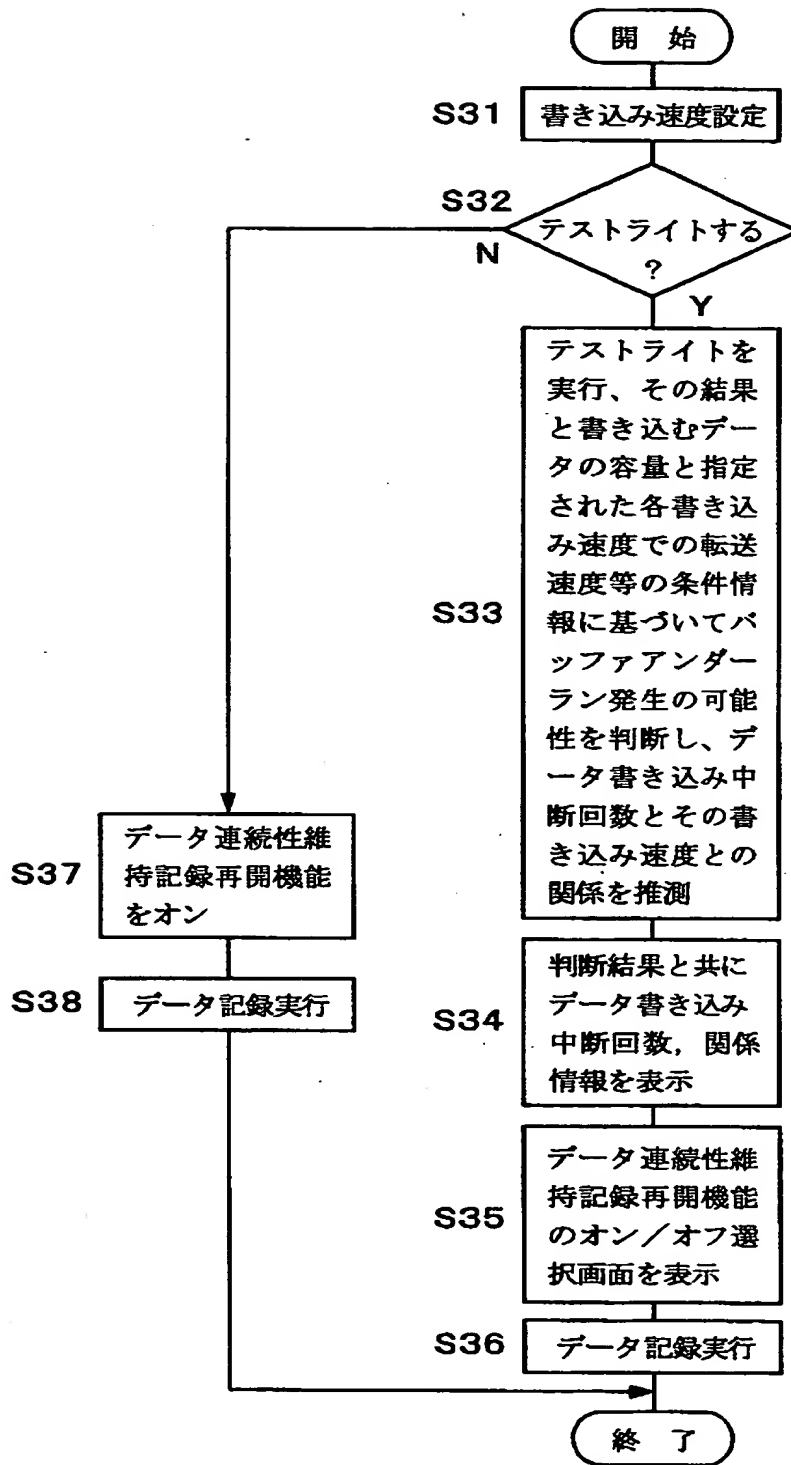 開 始
S31
書き込み速度設定
S32
テストライトする
?
N
Y
S33
テストライトを
実行、その結果
と書き込むデー
タの容量と指定
された各書き込
み速度での転送
速度等の条件情
報に基づいてバ
ッファアンダー
ラン発生の可能
性を判断し、デ
ータ書き込み中
断回数とその書
き込み速度との
関係を推測
S37
データ連続性維
持記録再開機能
をオン
S38
データ記録実行
S34
判断結果と共に
データ書き込み
中断回数，関係
情報を表示
S35
データ連続性維
持記録再開機能
のオン／オフ選
択画面を表示
S36
データ記録実行
終 了